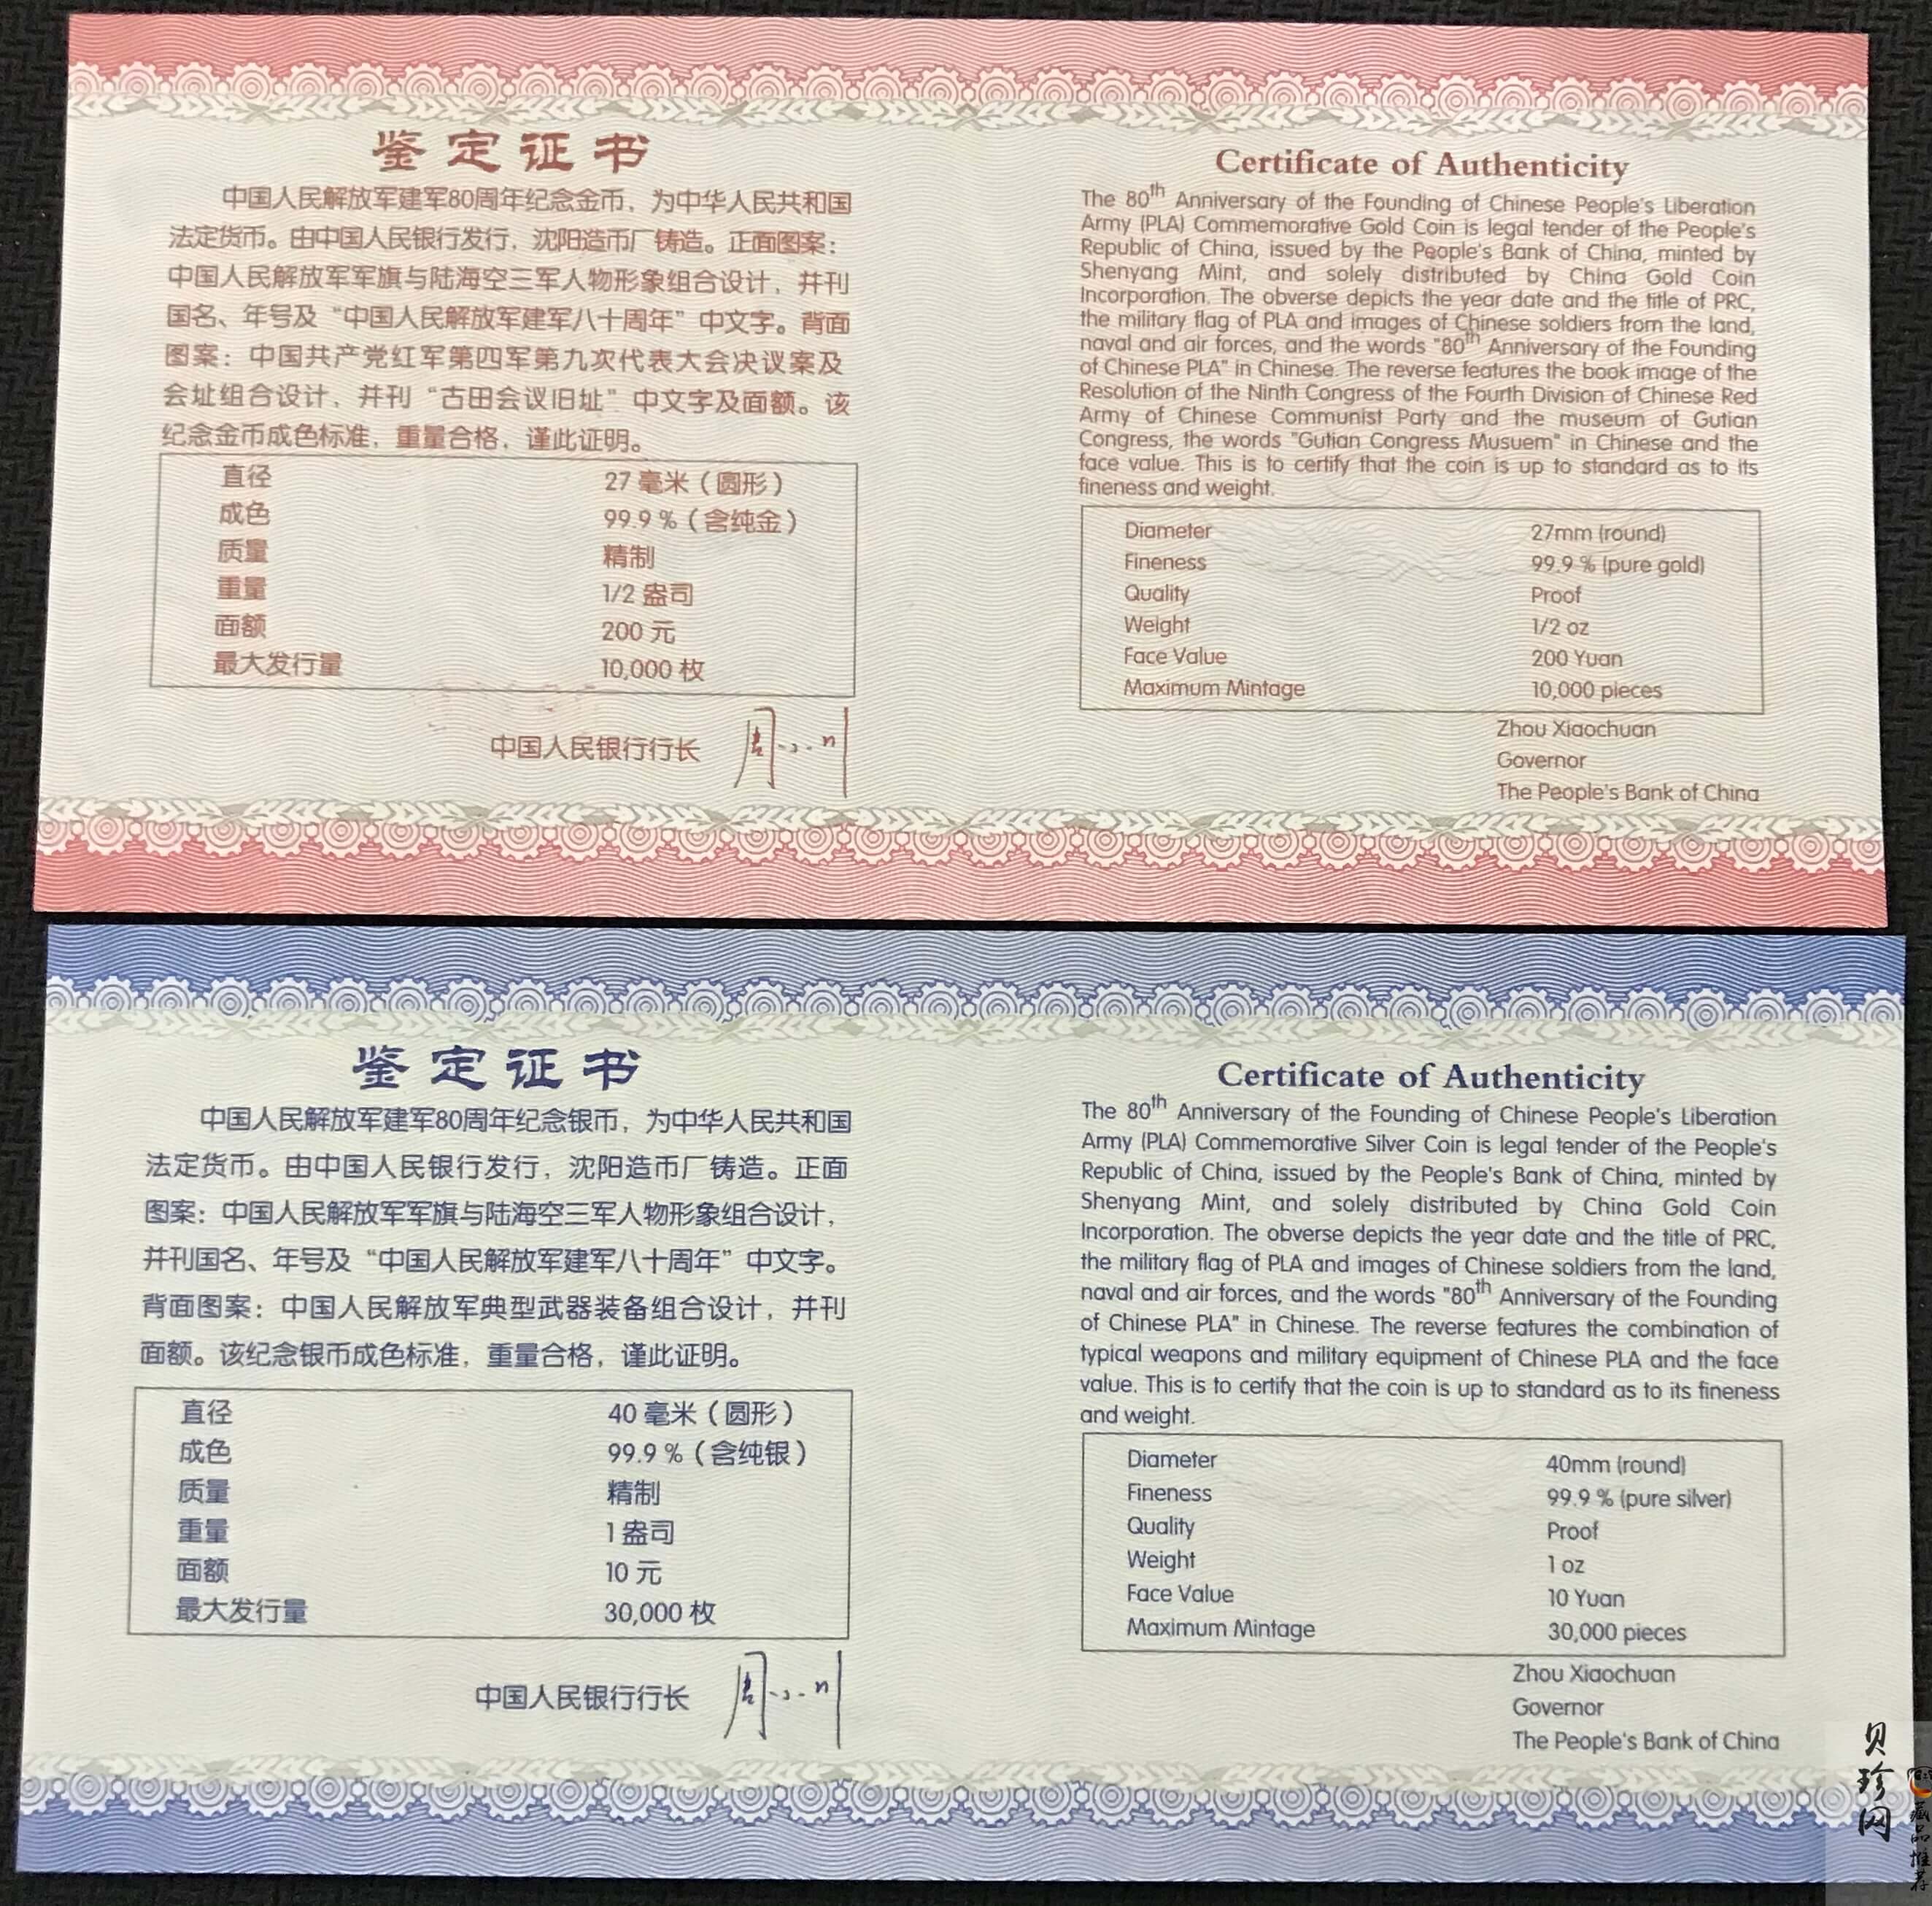 鉴定证书
中国人民解放军建军80周年纪念金币，为中华人民共和国
法定货币。由中国人民银行发行，沈阳造币厂铸造。正面图案：
中国人民解放军军旗与陆海空三军人物形象组合设计，并刊
国名、年号及“中国人民解放军建军八十周年”中文字。背面
图案：中国共产党红军第四军第九次代表大会决议案及
会址组合设计，并刊“古田会议旧址”中文字及面额。该
纪念金币成色标准，重量合格，谨此证明。
直径 27 毫米（圆形）
成色 99.9 %（含纯金）
质量 精制
重量 1/2 盎司
面额 200 元
最大发行量 10,000 枚
中国人民银行行长 周小川
Certificate of Authenticity
The 80th Anniversary of the Founding of Chinese People's Liberation
Army (PLA) Commemorative Gold Coin is legal tender of the People's
Republic of China, issued by the People's Bank of China, minted by
Shenyang Mint, and solely distributed by China Gold Coin
Incorporation. The obverse depicts the year date and the title of PRC,
the military flag of PLA and images of Chinese soldiers from the land,
naval and air forces, and the words "80th Anniversary of the Founding
of Chinese PLA" in Chinese. The reverse features the book image of the
Resolution of the Ninth Congress of the Fourth Division of Chinese Red
Army of Chinese Communist Party and the museum of Gutian
Congress, the words "Gutian Congress Musuem" in Chinese and the
face value. This is to certify that the coin is up to standard as to its
fineness and weight.
Diameter 27mm (round)
Fineness 99.9 % (pure gold)
Quality Proof
Weight 1/2 oz
Face Value 200 Yuan
Maximum Mintage 10,000 pieces
Zhou Xiaochuan
Governor
The People's Bank of China
鉴定证书
中国人民解放军建军80周年纪念银币，为中华人民共和国
法定货币。由中国人民银行发行，沈阳造币厂铸造。正面
图案：中国人民解放军军旗与陆海空三军人物形象组合设计，
并刊国名、年号及“中国人民解放军建军八十周年”中文字。
背面图案：中国人民解放军典型武器装备组合设计，并刊
面额。该纪念银币成色标准，重量合格，谨此证明。
直径 40 毫米（圆形）
成色 99.9 %（含纯银）
质量 精制
重量 1 盎司
面额 10 元
最大发行量 30,000 枚
中国人民银行行长 周小川
Certificate of Authenticity
The 80th Anniversary of the Founding of Chinese People's Liberation
Army (PLA) Commemorative Silver Coin is legal tender of the People's
Republic of China, issued by the People's Bank of China, minted by
Shenyang Mint, and solely distributed by China Gold Coin
Incorporation. The obverse depicts the year date and the title of PRC,
the military flag of PLA and images of Chinese soldiers from the land,
naval and air forces, and the words "80th Anniversary of the Founding
of Chinese PLA" in Chinese. The reverse features the combination of
typical weapons and military equipment of Chinese PLA and the face
value. This is to certify that the coin is up to standard as to its fineness
and weight.
Diameter 40mm (round)
Fineness 99.9 % (pure silver)
Quality Proof
Weight 1 oz
Face Value 10 Yuan
Maximum Mintage 30,000 pieces
Zhou Xiaochuan
Governor
The People's Bank of China
贝珍网
藏品推荐